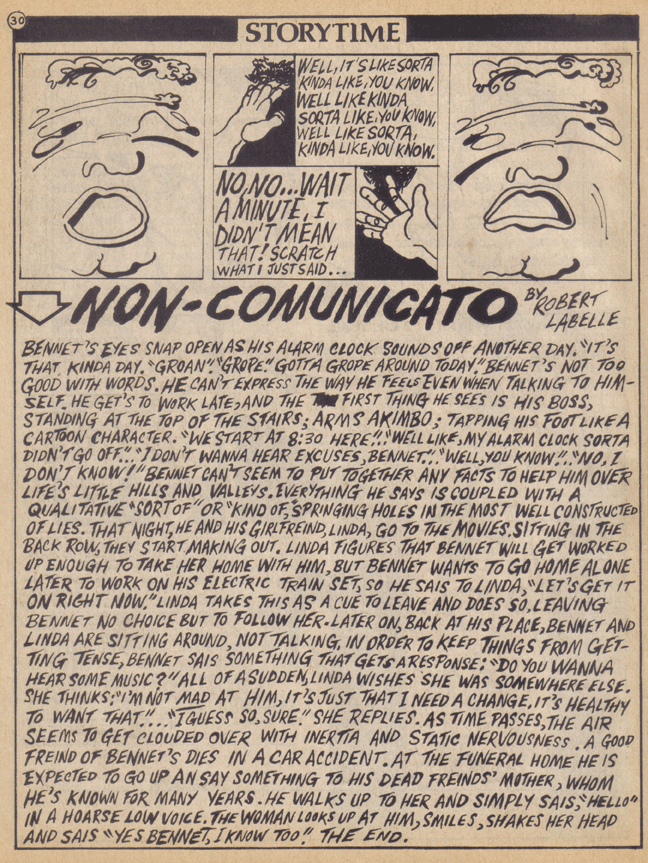 30
STORYTIME
WELL, IT'S LIKE SORTA
KINDA LIKE, YOU KNOW,
WELL LIKE KINDA
SORTA LIKE, YOU KNOW,
WELL LIKE SORTA,
KINDA LIKE, YOU KNOW.
NO, NO... WAIT
A MINUTE, I
DIDN'T MEAN
THAT! SCRATCH
WHAT I JUST SAID...
NON-COMUNICATO
BY ROBERT
LABELLE
BENNET'S EYES SNAP OPEN AS HIS ALARM CLOCK SOUNDS OFF ANOTHER DAY. "IT'S
THAT KINDA DAY. "GROAN". "GROPE." GOTTA GROPE AROUND TODAY." BENNET'S NOT TOO
GOOD WITH WORDS. HE CAN'T EXPRESS THE WAY HE FEELS EVEN WHEN TALKING TO HIM-
SELF. HE GET'S TO WORK LATE, AND THE FIRST THING HE SEES IS HIS BOSS,
STANDING AT THE TOP OF THE STAIRS; ARMS AKIMBO; TAPPING HIS FOOT LIKE A
CARTOON CHARACTER. "WE START AT 8:30 HERE!". "WELL LIKE, MY ALARM CLOCK SORTA
DIDN'T GO OFF.". "I DON'T WANNA HEAR EXCUSES, BENNET.". "WELL, YOU KNOW.". "NO, I
DON'T KNOW!" BENNET CAN'T SEEM TO PUT TOGETHER ANY FACTS TO HELP HIM OVER
LIFE'S LITTLE HILLS AND VALLEYS. EVERYTHING HE SAYS IS COUPLED WITH A
QUALITATIVE "SORT OF" OR "KIND OF," SPRINGING HOLES IN THE MOST WELL CONSTRUCTED
OF LIES. THAT NIGHT, HE AND HIS GIRLFREIND, LINDA, GO TO THE MOVIES. SITTING IN THE
BACK ROW, THEY START MAKING OUT. LINDA FIGURES THAT BENNET WILL GET WORKED
UP ENOUGH TO TAKE HER HOME WITH HIM, BUT BENNET WANTS TO GO HOME ALONE
LATER TO WORK ON HIS ELECTRIC TRAIN SET, SO HE SAID TO LINDA, "LET'S GET IT
ON RIGHT NOW." LINDA TAKES THIS AS A CUE TO LEAVE AND DOES SO, LEAVING
BENNET NO CHOICE BUT TO FOLLOW HER. LATER ON, BACK AT HIS PLACE, BENNET AND
LINDA ARE SITTING AROUND, NOT TALKING, IN ORDER TO KEEP THINGS FROM GET-
TING TENSE, BENNET SAIS SOMETHING THAT GETS A RESPONSE: "DO YOU WANNA
HEAR SOME MUSIC?" ALL OF A SUDDEN, LINDA WISHES SHE WAS SOMEWHERE ELSE.
SHE THINKS: "I'M NOT MAD AT HIM, IT'S JUST THAT I NEED A CHANGE. IT'S HEALTHY
TO WANT THAT."... "I GUESS SO, SURE." SHE REPLIES. AS TIME PASSES, THE AIR
SEEMS TO GET CLOUDED OVER WITH INERTIA AND STATIC NERVOUSNESS. A GOOD
FREIND OF BENNET'S DIES IN A CAR ACCIDENT. AT THE FUNERAL HOME HE IS
EXPECTED TO GO UP AN SAY SOMETHING TO HIS DEAD FREINDS' MOTHER, WHOM
HE'S KNOWN FOR MANY YEARS. HE WALKS UP TO HER AND SIMPLY SAIS, "HELLO"
IN A HOARSE LOW VOICE. THE WOMAN LOOKS UP AT HIM, SMILES, SHAKES HER HEAD
AND SAIS "YES BENNET, I KNOW TOO." THE END.